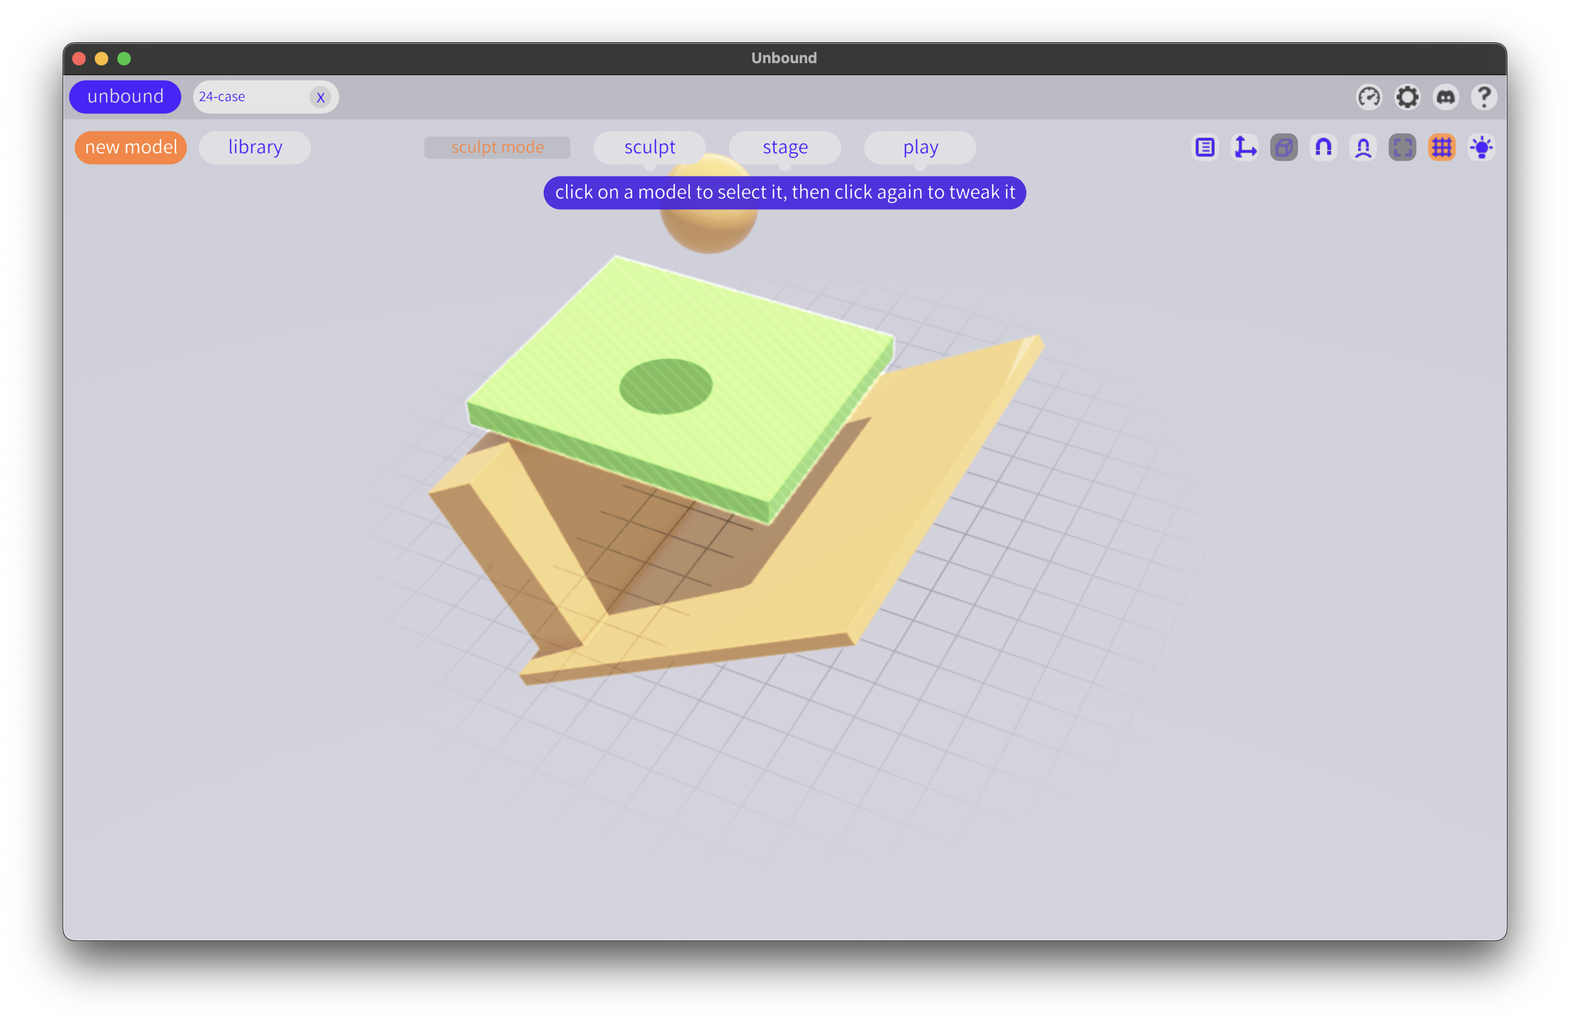 Unbound
unbound
24-case
X
new model
library
sculpt mode
sculpt
stage
play
?
click on a model to select it, then click again to tweak it